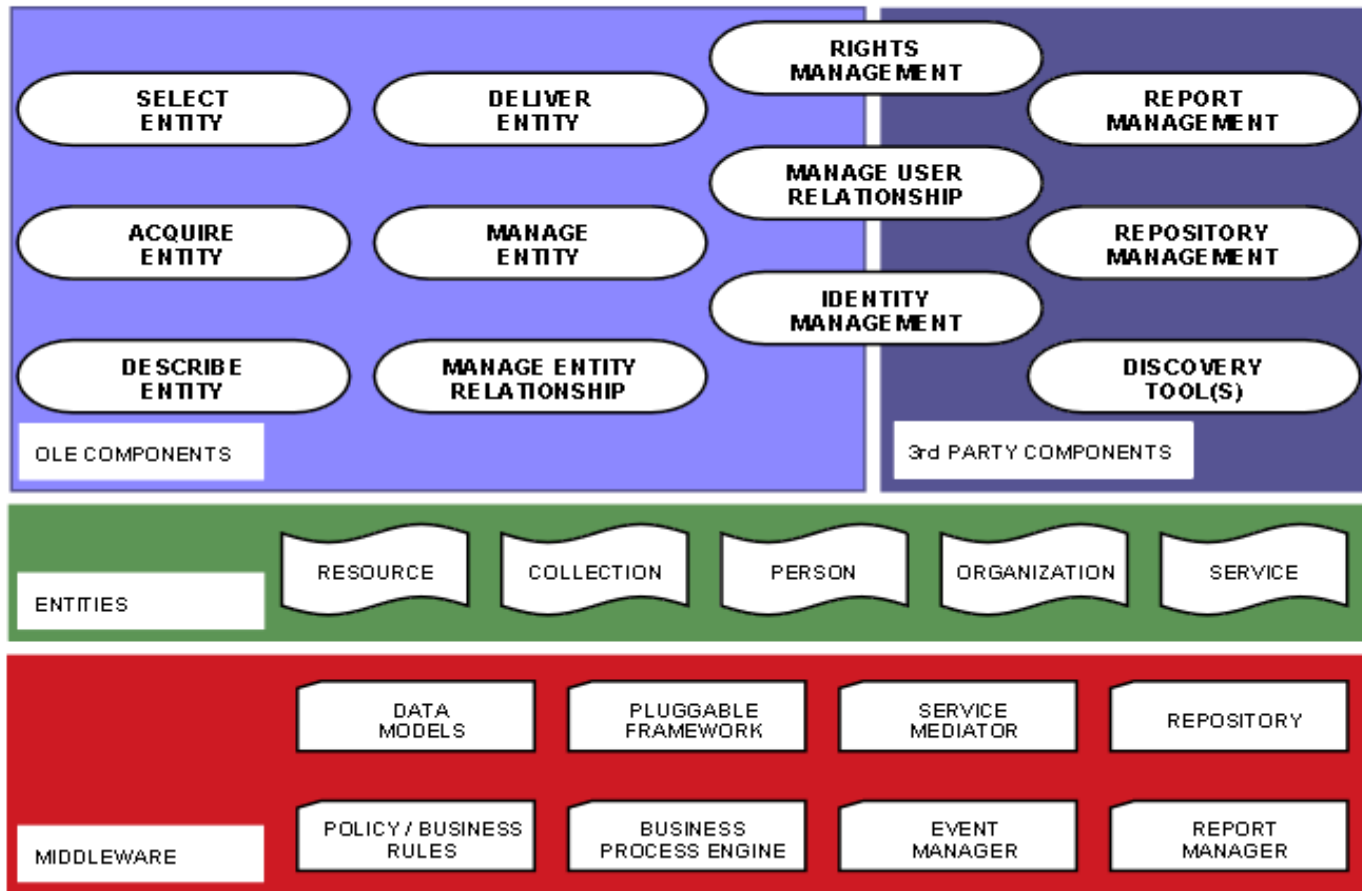 RIGHTS
MANAGEMENT
SELECT
ENTITY
DELIVER
ENTITY
REPORT
MANAGEMENT
MANAGE USER
RELATIONSHIP
ACQUIRE
ENTITY
MANAGE
ENTITY
REPOSITORY
MANAGEMENT
IDENTITY
MANAGEMENT
DESCRIBE
ENTITY
MANAGE ENTITY
RELATIONSHIP
DISCOVERY
TOOL(S)
OLE COMPONENTS
3rd PARTY COMPONENTS
RESOURCE
COLLECTION
PERSON
ORGANIZATION
SERVICE
ENTITIES
DATA
MODELS
PLUGGABLE
FRAMEWORK
SERVICE
MEDIATOR
REPOSITORY
POLICY / BUSINESS
RULES
BUSINESS
PROCESS ENGINE
EVENT
MANAGER
REPORT
MANAGER
MIDDLEWARE